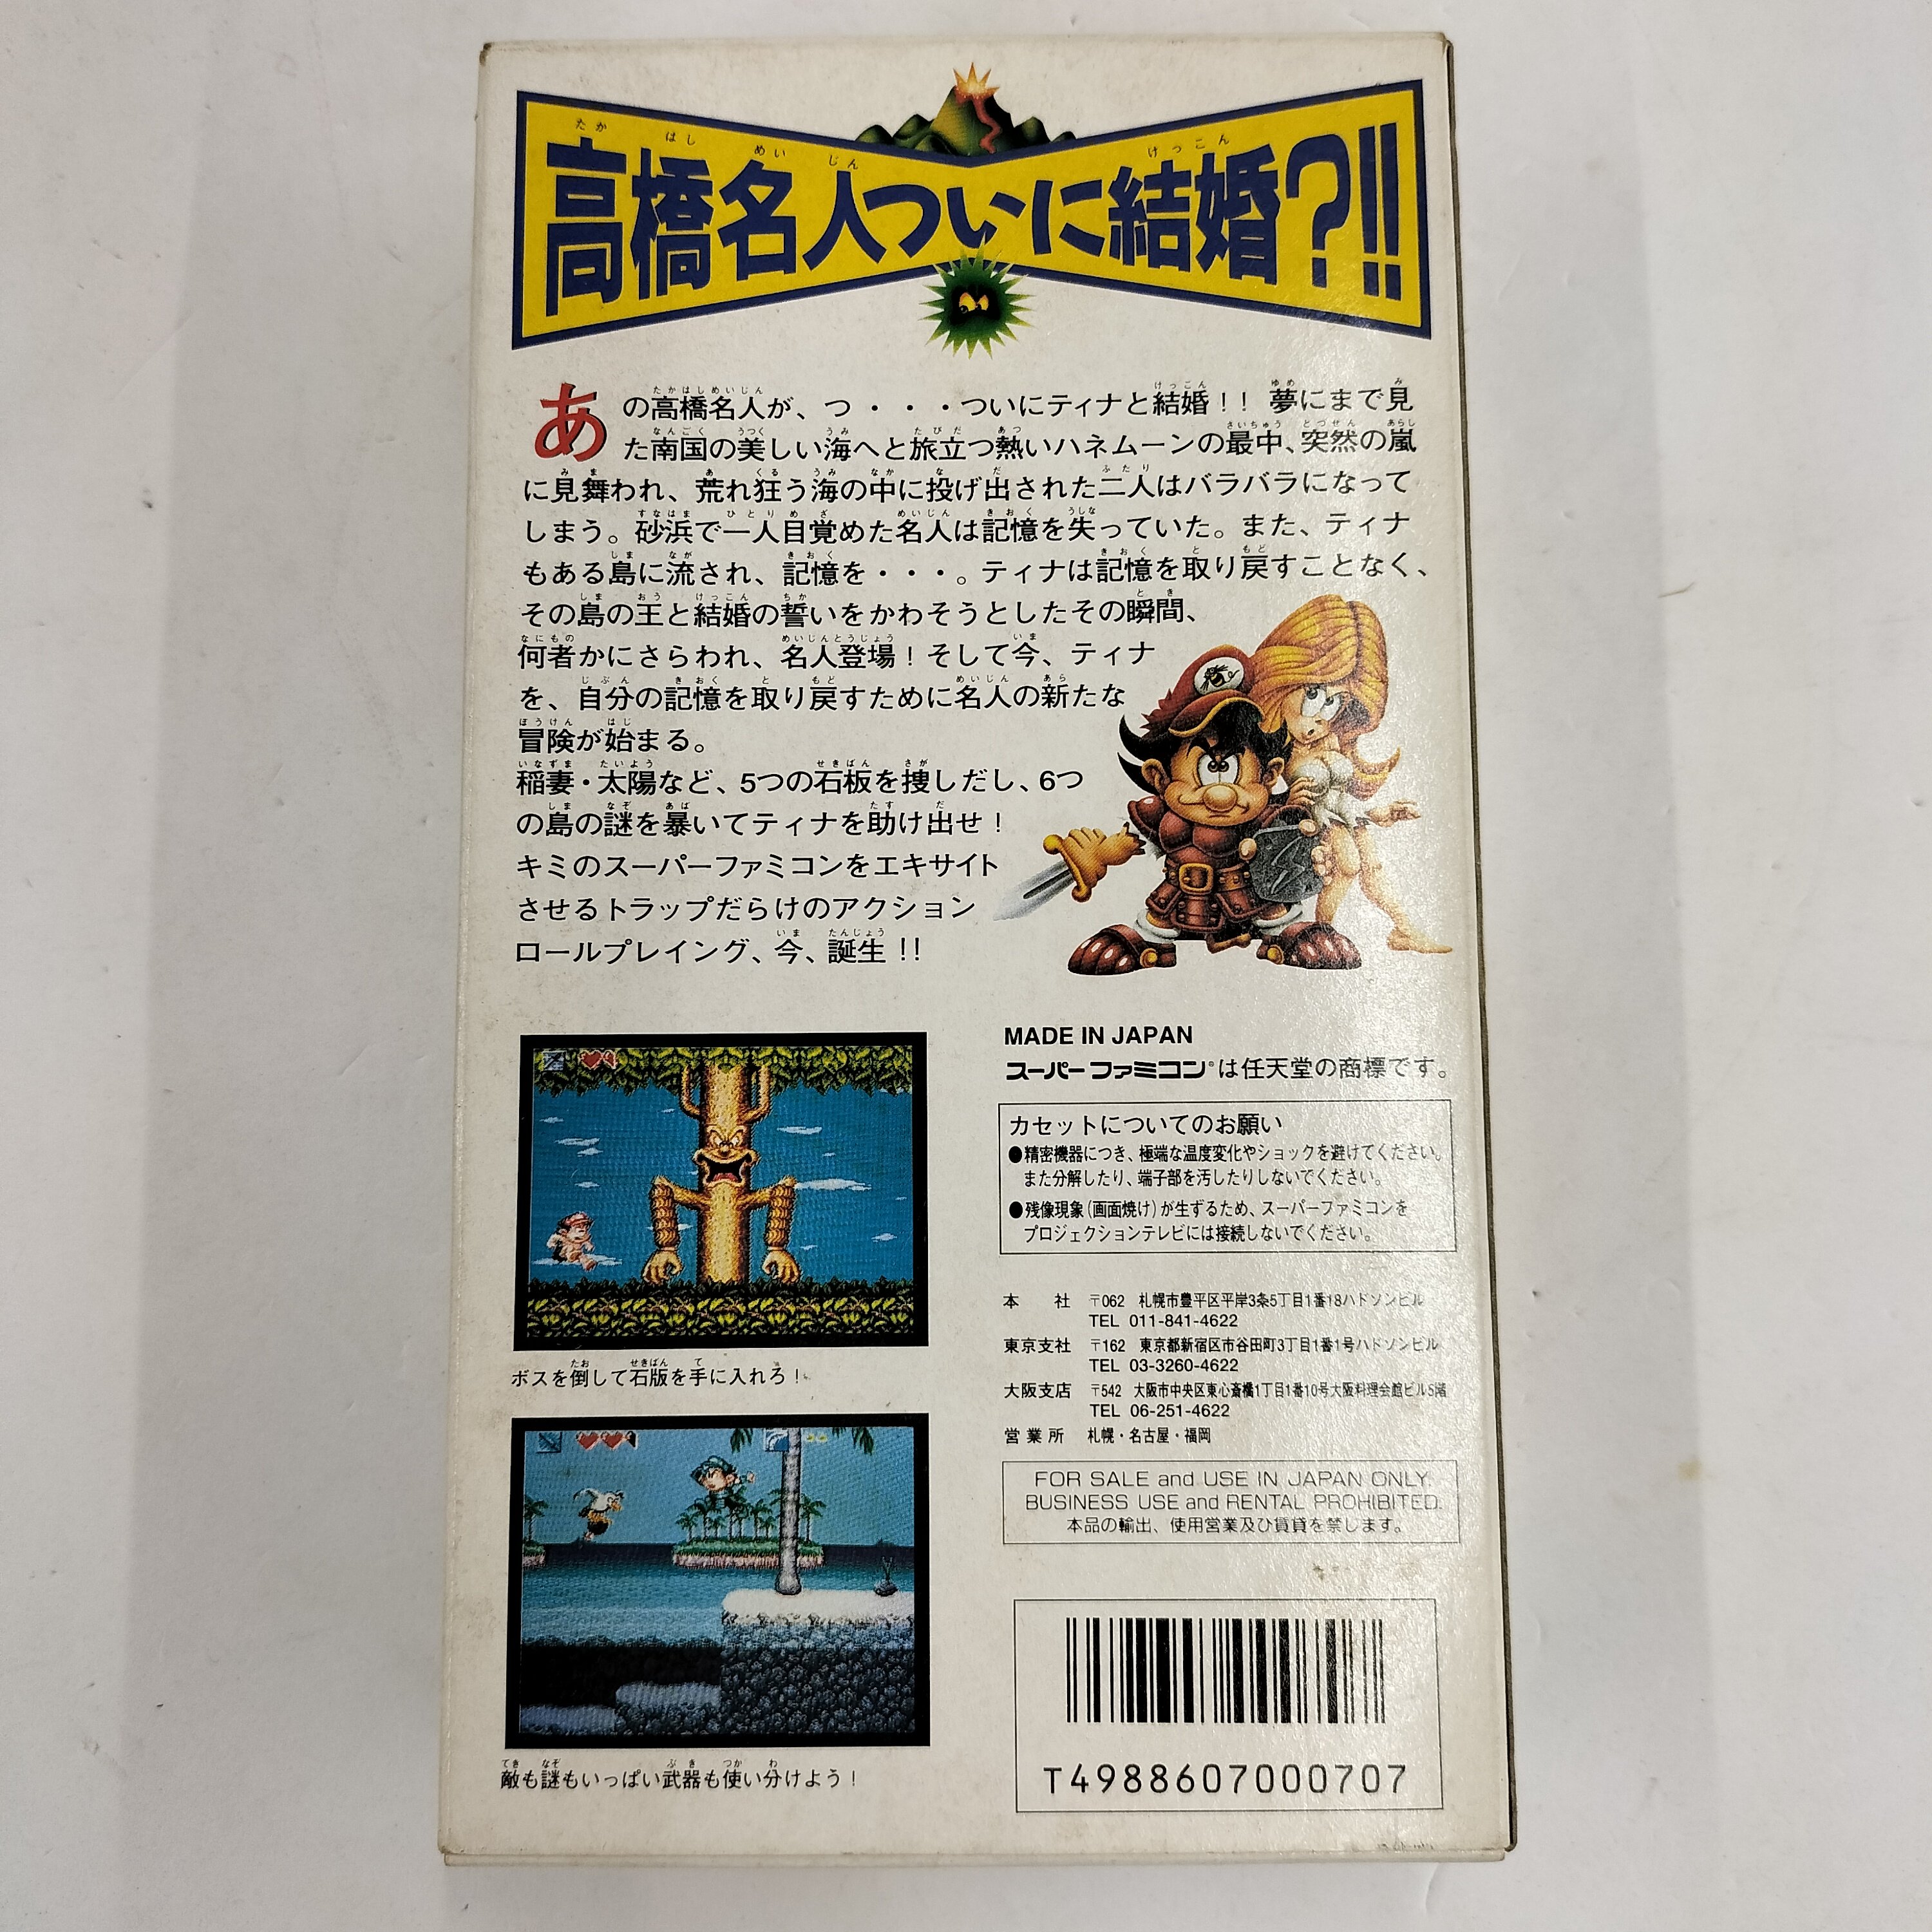 高橋名人ついに結婚?!!
あの高橋名人が、つ・・・ついにティナと結婚!! 夢にまで見
た南国の美しい海へと旅立つ熱いハネムーンの最中、突然の嵐
に見舞われ、荒れ狂う海の中に投げ出された二人はバラバラになって
しまう。砂浜で一人目覚めた名人は記憶を失っていた。また、ティナ
もある島に流され、記憶を・・・。ティナは記憶を取り戻すことなく、
その島の王と結婚の誓いをかわそうとしたその瞬間、
何者かにさらわれ、名人登場!そして今、ティナ
を、自分の記憶を取り戻すために名人の新たな
冒険が始まる。
稲妻・太陽など、5つの石板を捜しだし、6つ
の島の謎を暴いてティナを助け出せ!
キミのスーパーファミコンをエキサイト
させるトラップだらけのアクション
ロールプレイング、今、誕生!!
ボスを倒して石版を手に入れろ!
敵も謎もいっぱい武器も使い分けよう!
MADE IN JAPAN
スーパーファミコン®は任天堂の商標です。
カセットについてのお願い
●精密機器につき、極端な温度変化やショックを避けてください。
また分解したり、端子部を汚したりしないでください。
●残像現象(画面焼け)が生ずるため、スーパーファミコンを
プロジェクションテレビには接続しないでください。
本社 〒062 札幌市豊平区平岸3条5丁目1番18ハドソンビル
TEL 011-841-4622
東京支社 〒162 東京都新宿区市谷田町3丁目1番1号ハドソンビル
TEL 03-3260-4622
大阪支店 〒542 大阪市中央区東心斎橋1丁目1番10号大阪料理会館ビル5階
TEL 06-251-4622
営業所 札幌・名古屋・福岡
FOR SALE and USE IN JAPAN ONLY.
BUSINESS USE and RENTAL PROHIBITED.
本品の輸出、使用営業及び賃貸を禁します。
T4988607000707